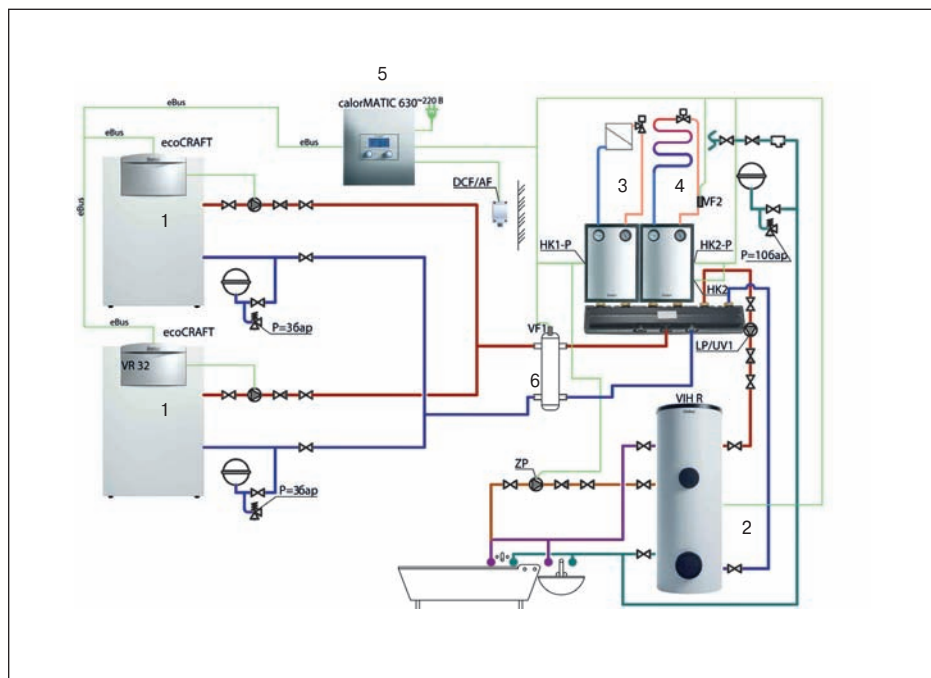 5
calorMATIC 630 ~220 В
eBus
eBus
eBus
ecoCRAFT
eBus
1
DCF/AF
3
4
VF2
P=10бар
HK1-P
HK2-P
HK2
P=3бар
eBus
ecoCRAFT
VR 32
1
VF1
6
LP/UV1
VIH R
ZP
P=3бар
2